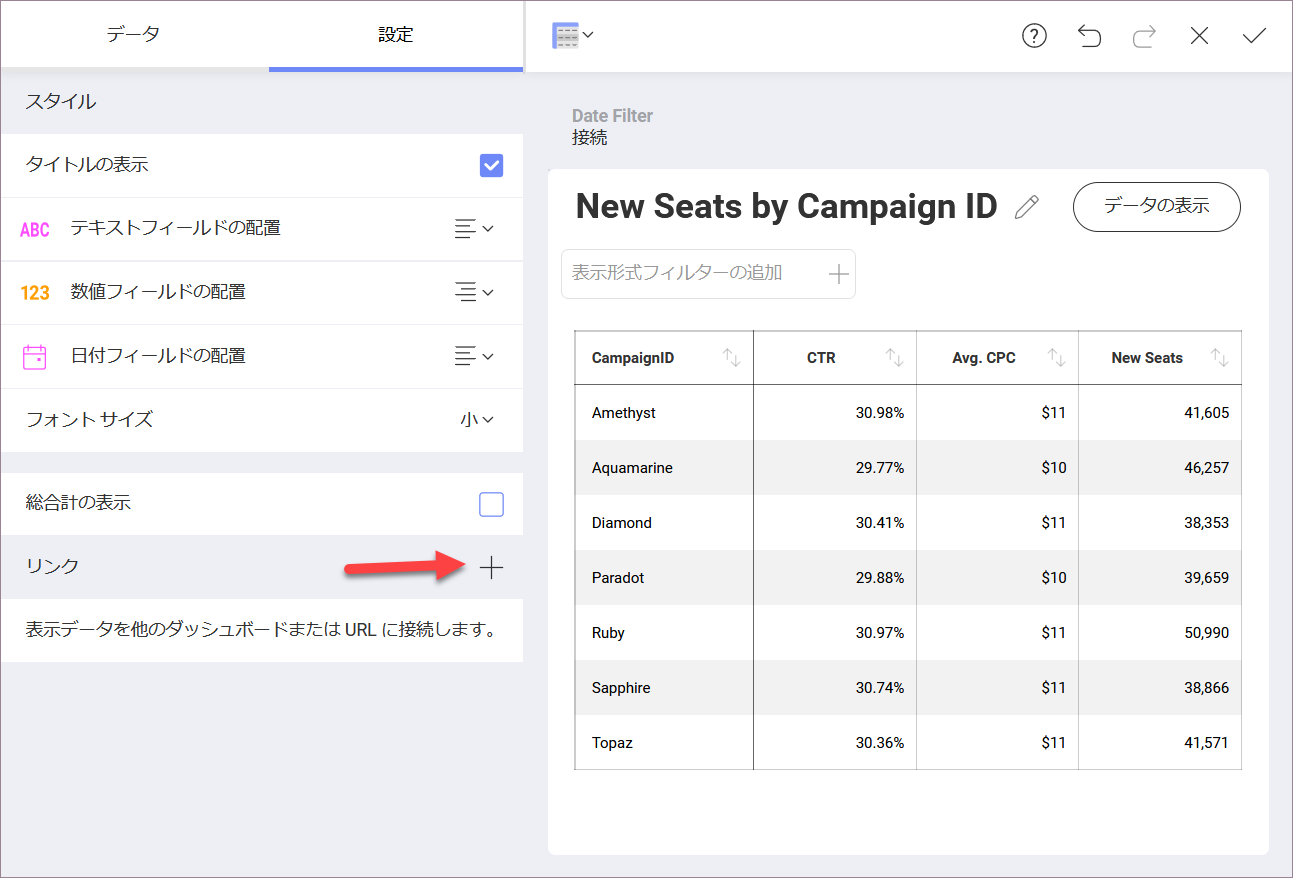 データ
設定
スタイル
タイトルの表示
ABC テキストフィールドの配置
123 数値フィールドの配置
日付フィールドの配置
フォント サイズ 小
総合計の表示
リンク
表示データを他のダッシュボードまたは URL に接続します。
?
Date Filter
接続
New Seats by Campaign ID
データの表示
表示形式フィルターの追加
CampaignID CTR Avg. CPC New Seats
Amethyst 30.98% $11 41,605
Aquamarine 29.77% $10 46,257
Diamond 30.41% $11 38,353
Paradot 29.88% $10 39,659
Ruby 30.97% $11 50,990
Sapphire 30.74% $11 38,866
Topaz 30.36% $11 41,571